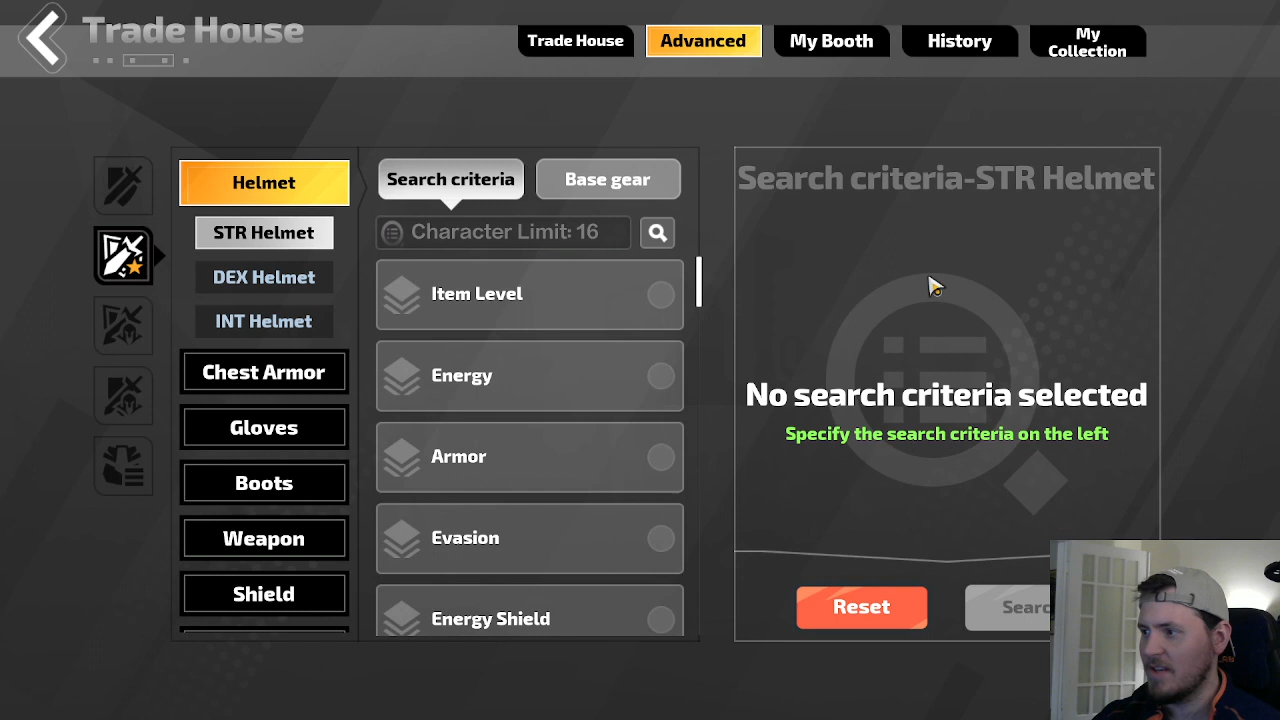 Trade House
Trade House
Advanced
My Booth
History
My
Collection
Helmet
STR Helmet
DEX Helmet
INT Helmet
Chest Armor
Gloves
Boots
Weapon
Shield
Search criteria
Base gear
Character Limit: 16
Item Level
Energy
Armor
Evasion
Energy Shield
Search criteria-STR Helmet
No search criteria selected
Specify the search criteria on the left
Reset
Searc